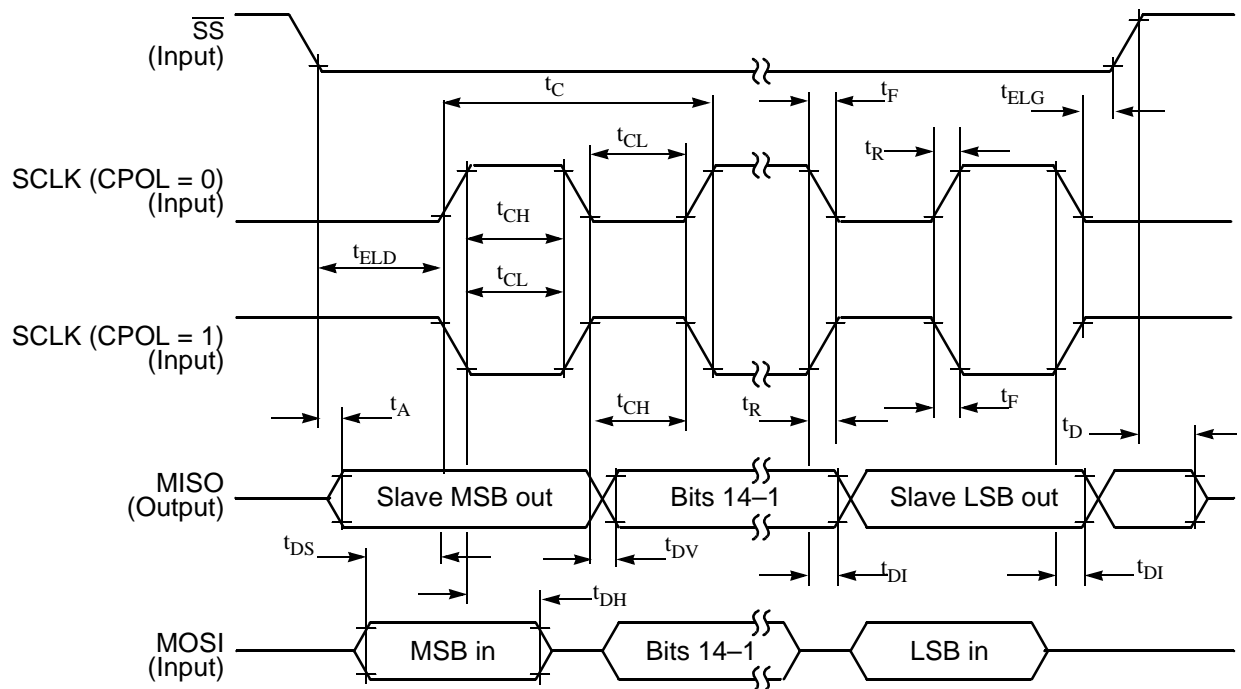 SS
(Input)
tC
tF
tELG
tCL
tR
SCLK (CPOL = 0)
(Input)
tCH
tELD
tCL
SCLK (CPOL = 1)
(Input)
tA
tCH
tR
tF
tD
MISO
(Output)
Slave MSB out
Bits 14–1
Slave LSB out
tDS
tDV
tDI
tDI
tDH
MOSI
(Input)
MSB in
Bits 14–1
LSB in